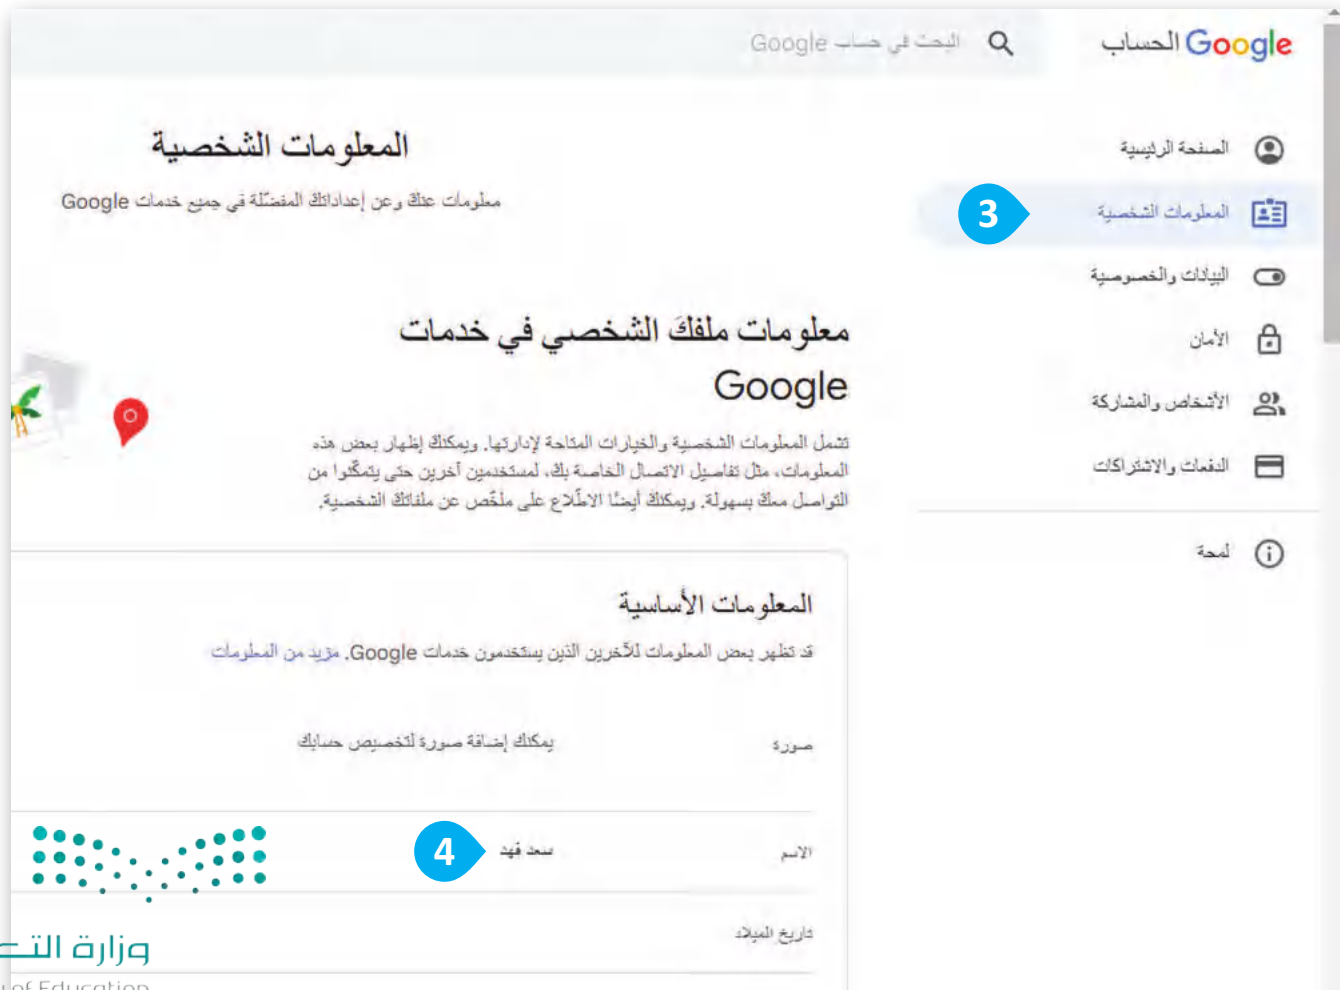 Google الحساب
البحث في حساب Google
الصفحة الرئيسية
المعلومات الشخصية
3
البيانات والخصوصية
الأمان
الأشخاص والمشاركة
الدفعات والاشتراكات
لمحة
المعلومات الشخصية
معلومات عنك وعن إعداداتك المفضّلة في جميع خدمات Google
معلومات ملفكَ الشخصي في خدمات
Google
تشمل المعلومات الشخصية والخيارات المتاحة لإدارتها. ويمكنك إظهار بعض هذه
المعلومات، مثل تفاصيل الاتصال الخاصة بك، لمستخدمين آخرين حتى يتمكّنوا من
التواصل معك بسهولة. ويمكنك أيضًا الاطّلاع على ملخّص عن ملفاتك الشخصية.
المعلومات الأساسية
قد تظهر بعض المعلومات للآخرين الذين يستخدمون خدمات Google. مزيد من المعلومات
صورة
يمكنك إضافة صورة لتخصيص حسابك
الاسم
سعد فهد
4
تاريخ الميلاد
وزارة التـ
of Education